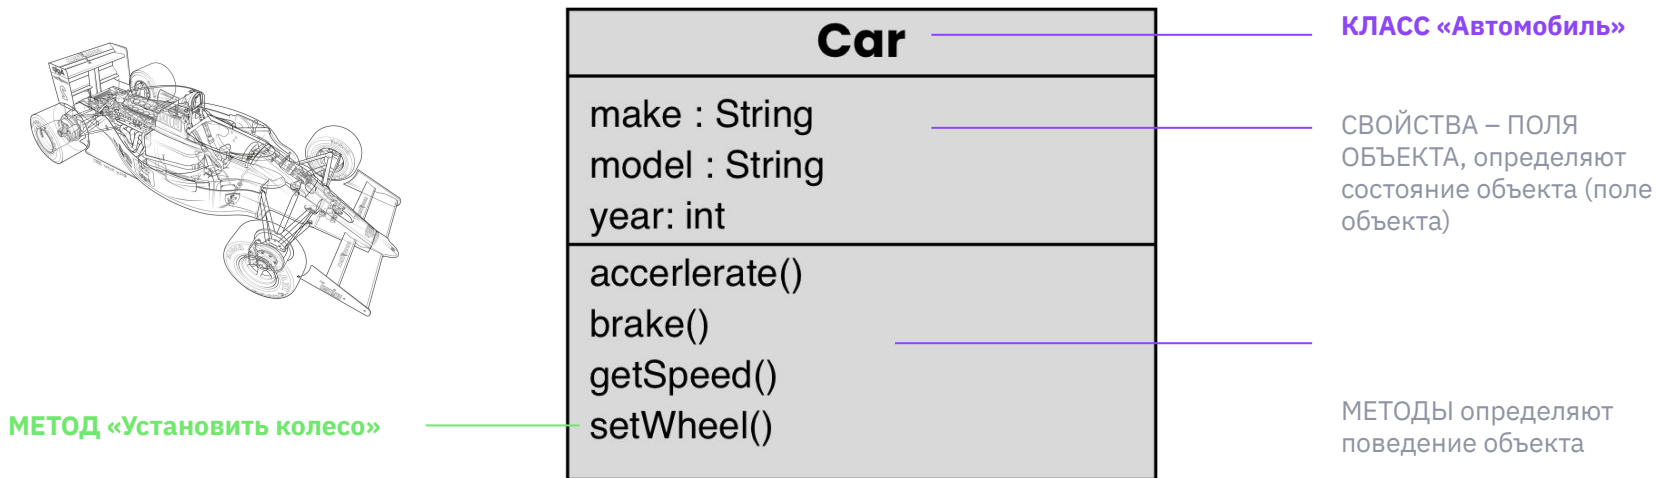 Car
make : String
model : String
year: int
accerlerate()
brake()
getSpeed()
setWheel()
МЕТОД «Установить колесо»
КЛАСС «Автомобиль»
СВОЙСТВА – ПОЛЯ
ОБЪЕКТА, определяют
состояние объекта (поле
объекта)
МЕТОДЫ определяют
поведение объекта